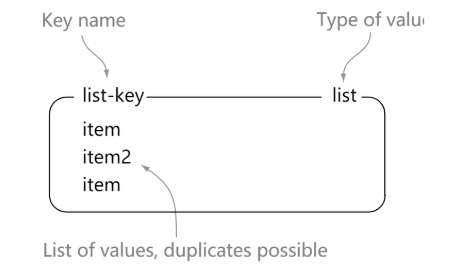 Key name
Type of valu
list-key
list
item
item2
item
List of values, duplicates possible